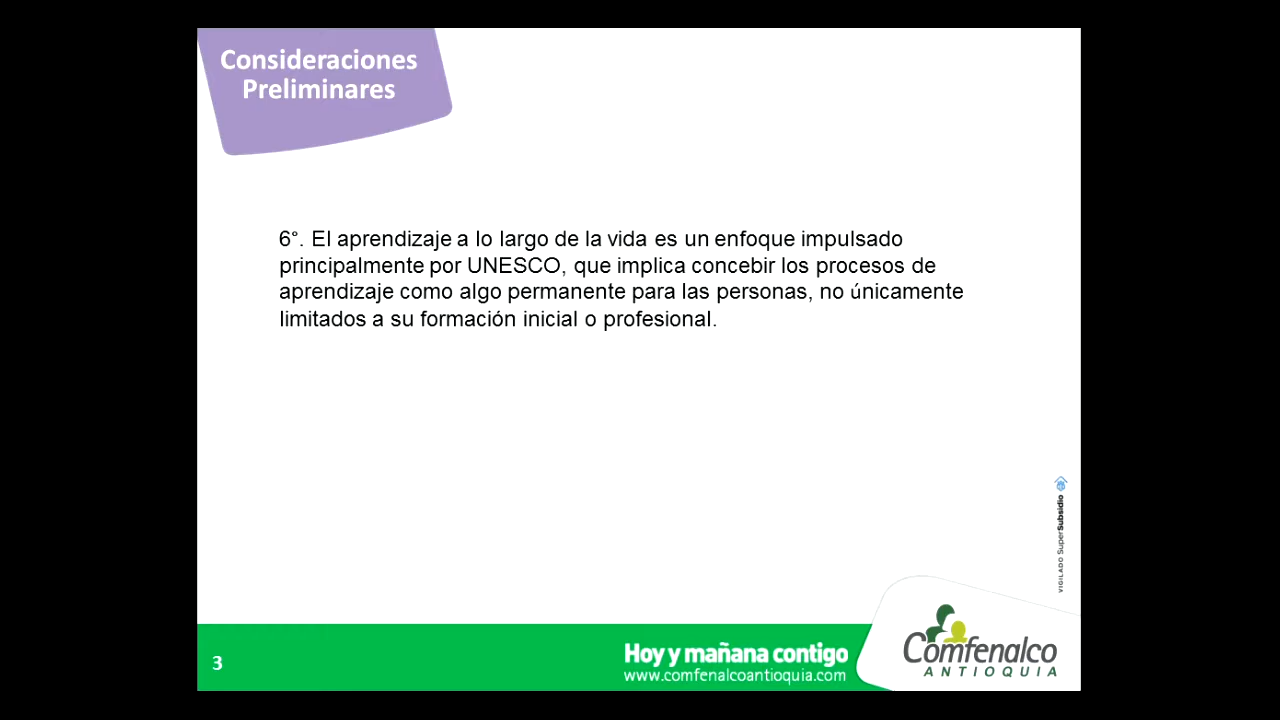 Consideraciones
Preliminares
6°. El aprendizaje a lo largo de la vida es un enfoque impulsado
principalmente por UNESCO, que implica concebir los procesos de
aprendizaje como algo permanente para las personas, no únicamente
limitados a su formación inicial o profesional.
VIGILADO SuperSubsidio
3
Hoy y mañana contigo
www.comfenalcoantioquia.com
Comfenalco
ANTIOQUIA